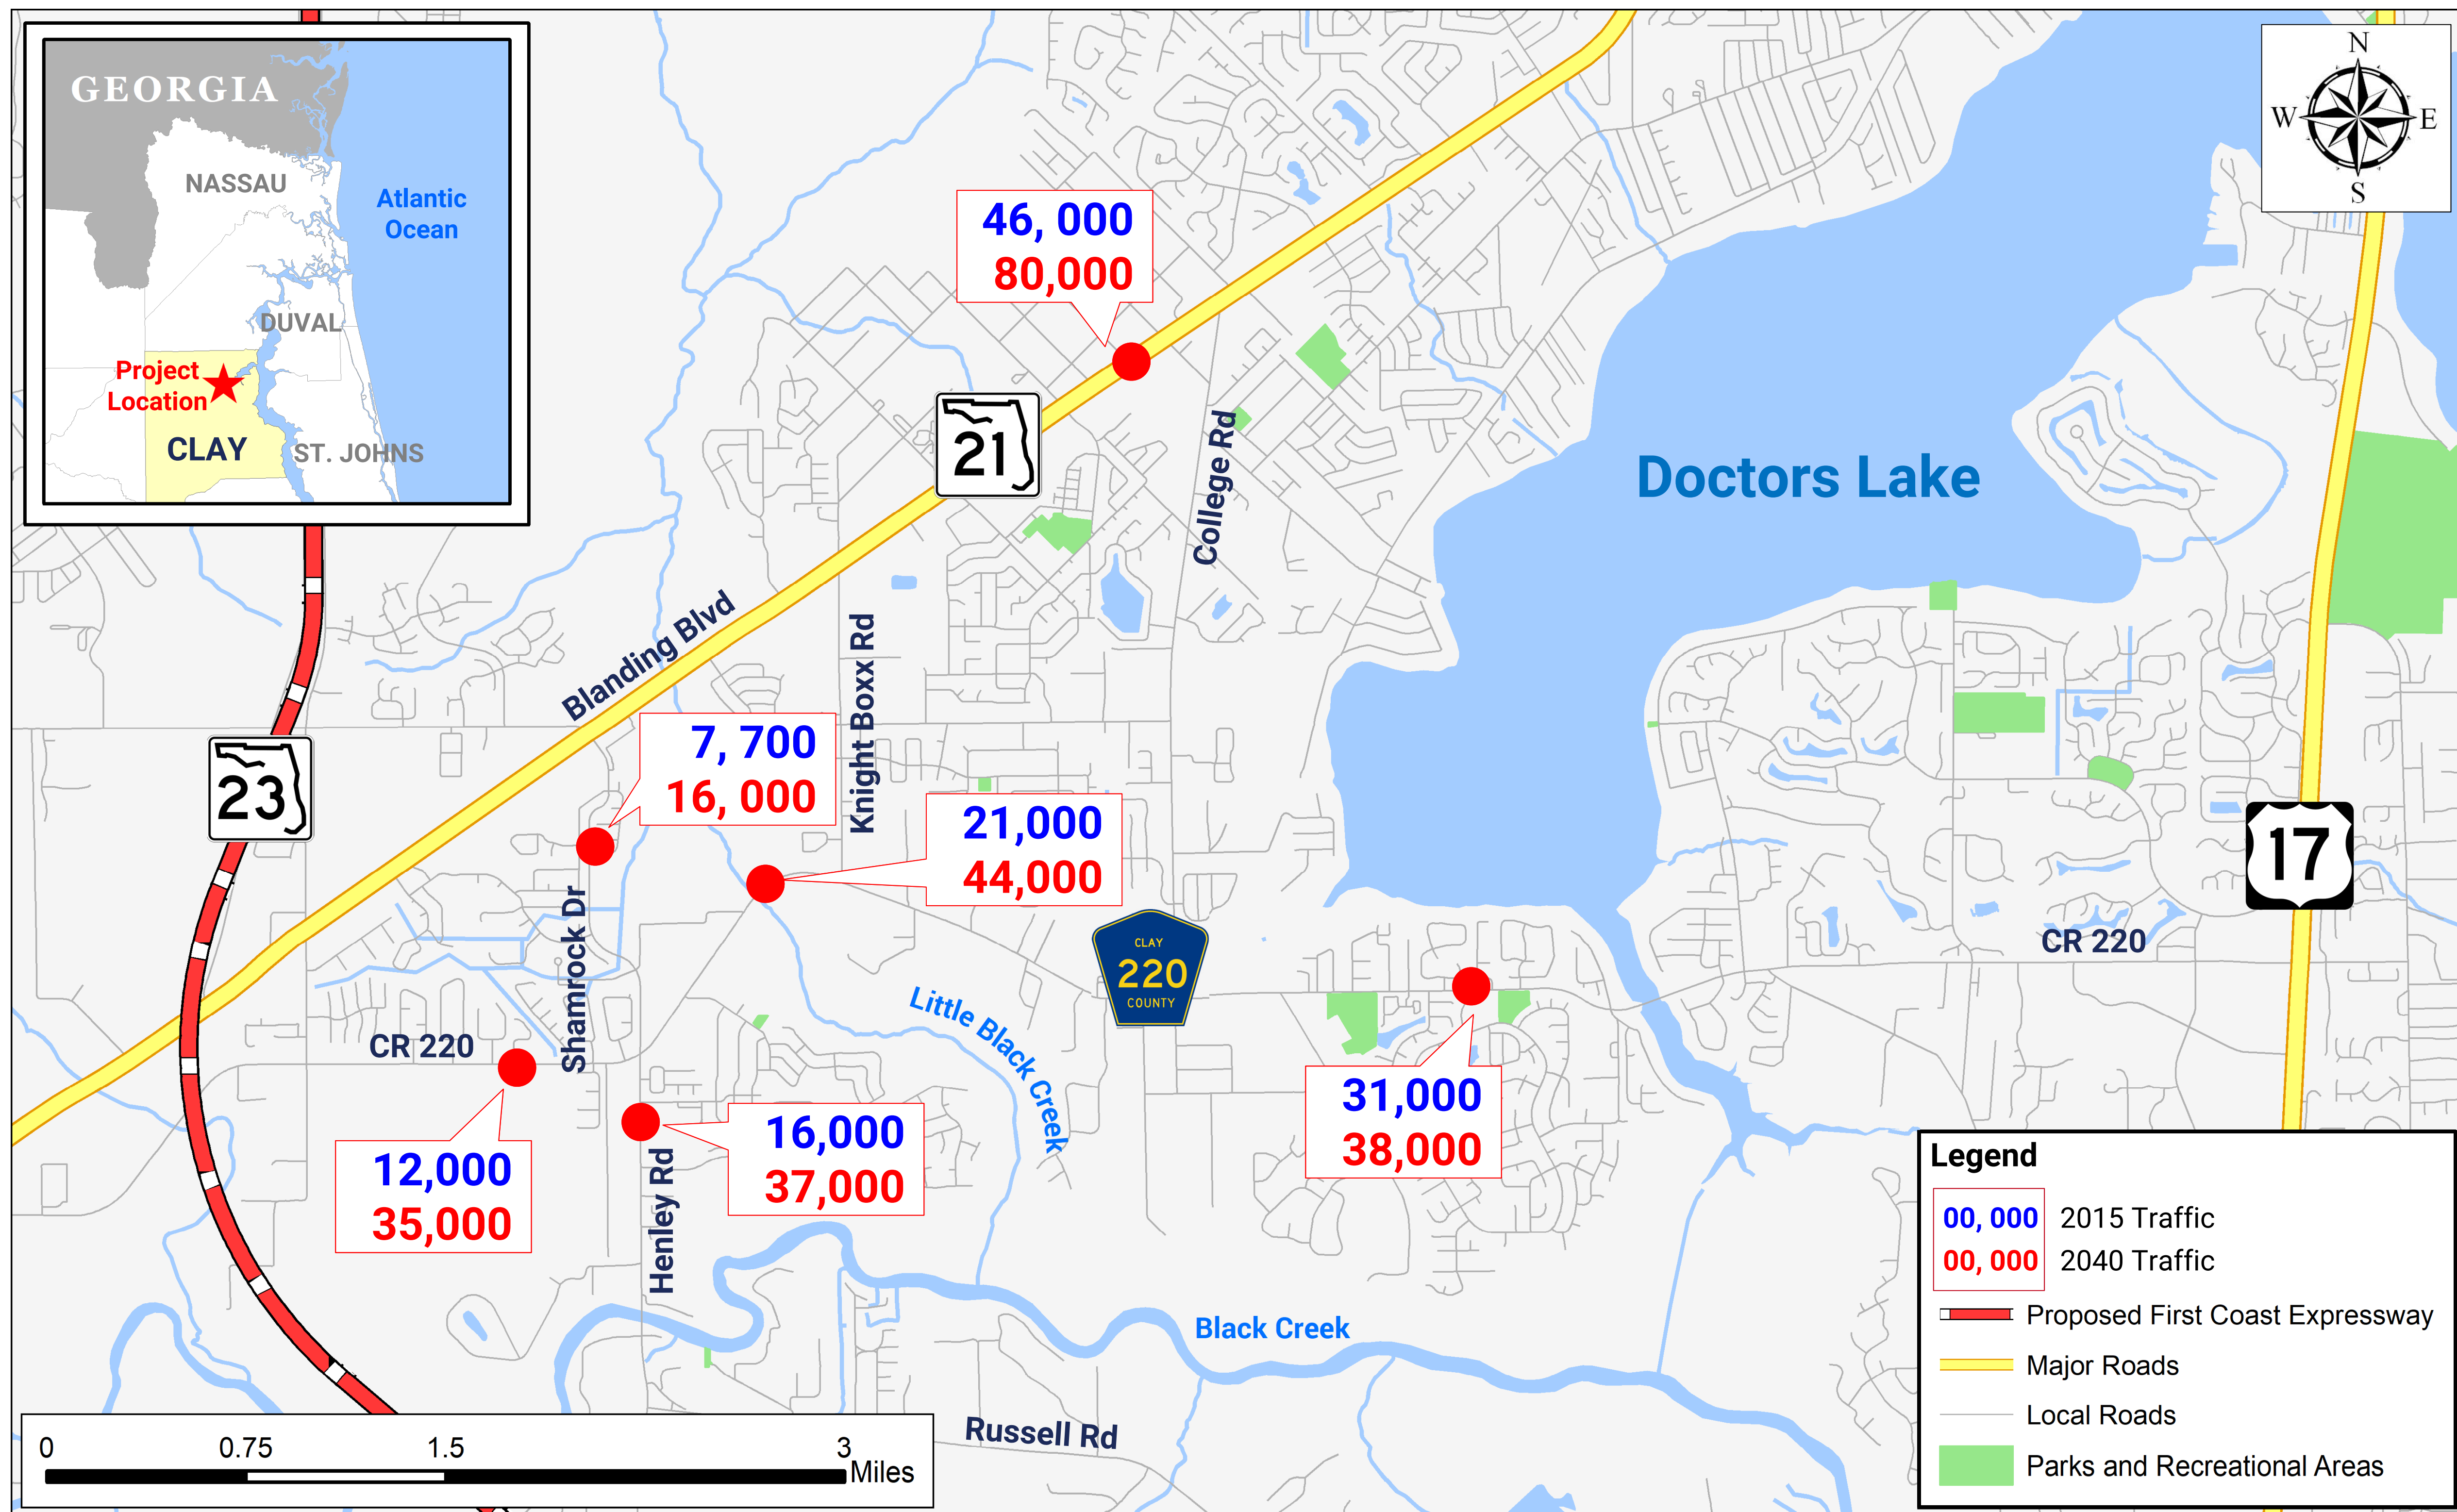 GEORGIA
NASSAU
Atlantic
Ocean
DUVAL
Project
Location
CLAY
ST. JOHNS
N
W
E
S
46, 000
80,000
21
College Rd
Doctors Lake
Blanding Blvd
Knight Boxx Rd
7, 700
16, 000
23
21,000
44,000
17
Shamrock Dr
CLAY
220
COUNTY
CR 220
Little Black Creek
CR 220
31,000
38,000
12,000
35,000
16,000
37,000
Henley Rd
Black Creek
Russell Rd
0 0.75 1.5 3
Miles
Legend
00, 000 2015 Traffic
00, 000 2040 Traffic
Proposed First Coast Expressway
Major Roads
Local Roads
Parks and Recreational Areas